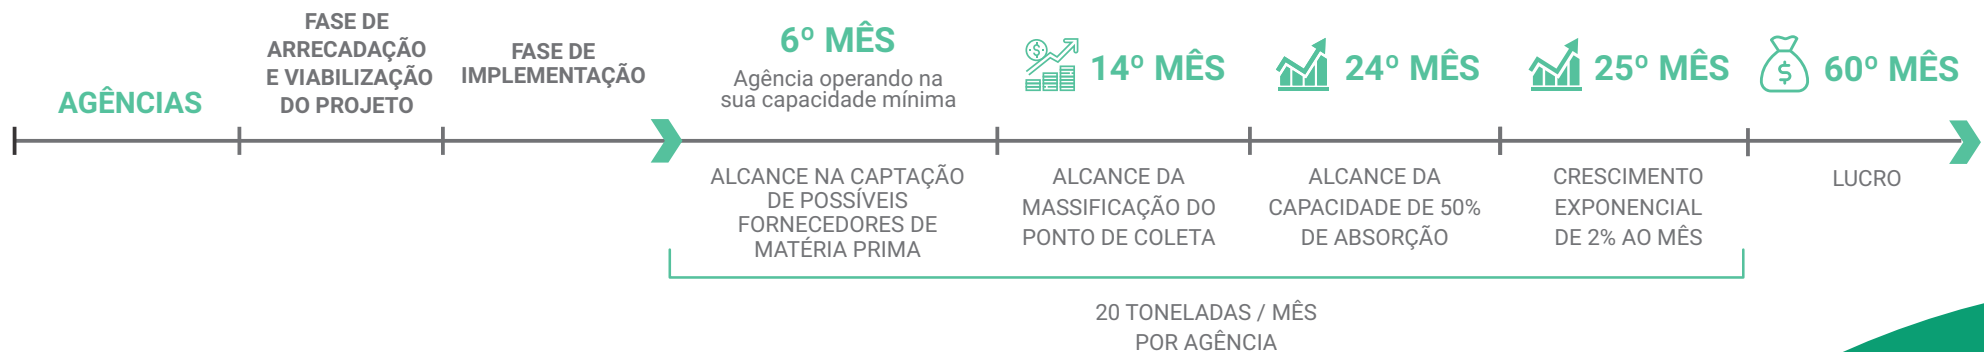 AGÊNCIAS
FASE DE
ARRECADAÇÃO
E VIABILIZAÇÃO
DO PROJETO
FASE DE
IMPLEMENTAÇÃO
6º MÊS
Agência operando na
sua capacidade mínima
14º MÊS
24º MÊS
25º MÊS
60º MÊS
ALCANCE NA CAPTAÇÃO
DE POSSÍVEIS
FORNECEDORES DE
MATÉRIA PRIMA
ALCANCE DA
MASSIFICAÇÃO DO
PONTO DE COLETA
ALCANCE DA
CAPACIDADE DE 50%
DE ABSORÇÃO
CRESCIMENTO
EXPONENCIAL
DE 2% AO MÊS
LUCRO
20 TONELADAS / MÊS
POR AGÊNCIA